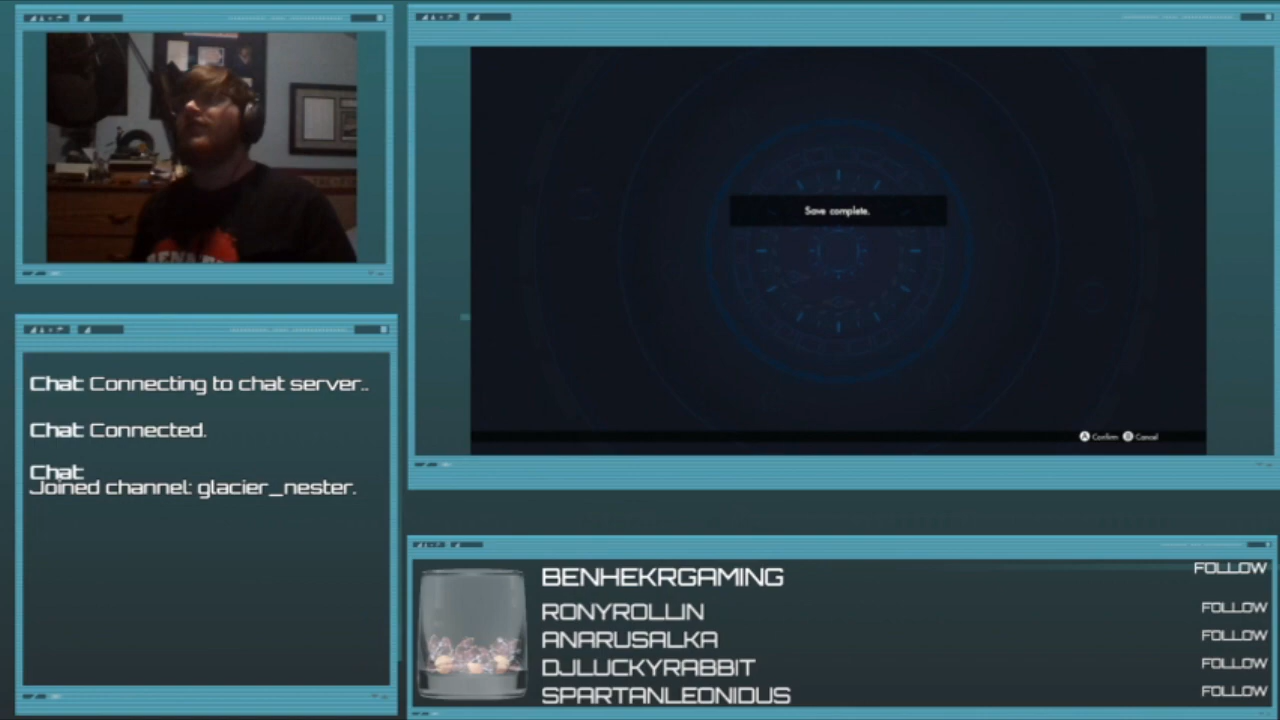 Save complete.
A Confirm B Cancel
Chat: Connecting to chat server..
Chat: Connected.
Chat:
Joined channel: glacier_nester.
BENHEKRGAMING FOLLOW
RONYROLLIN FOLLOW
ANARUSALKA FOLLOW
DJLUCKYRABBIT FOLLOW
SPARTANLEONIDUS FOLLOW